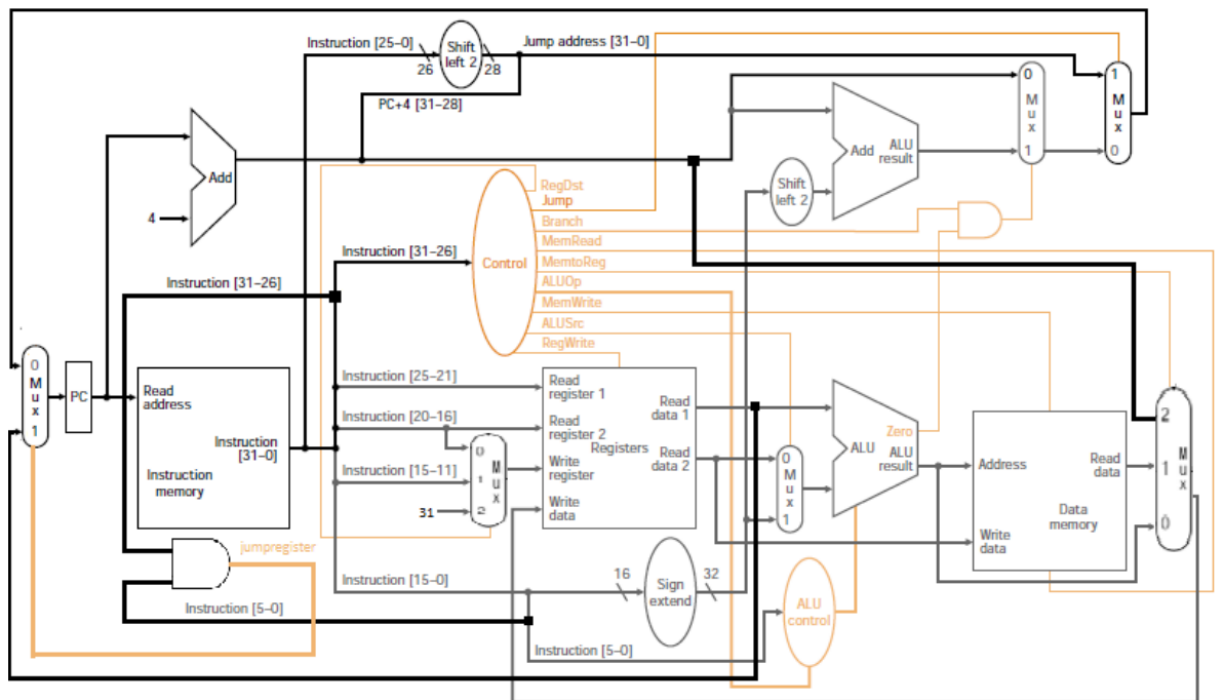 Instruction [25–0]
Shift
left 2
26
28
Jump address [31–0]
PC+4 [31–28]
Add
4
0
M
u
x
1
1
M
u
x
0
Add
ALU
result
Shift
left 2
RegDst
Jump
Branch
MemRead
MemtoReg
ALUOp
MemWrite
ALUSrc
RegWrite
Control
Instruction [31–26]
Instruction [31–26]
0
M
u
x
1
PC
Read
address
Instruction
[31–0]
Instruction
memory
Instruction [25–21]
Instruction [20–16]
Instruction [15–11]
0
1
2
M
u
x
31
Read
register 1
Read
register 2
Registers
Write
register
Write
data
Read
data 1
Read
data 2
0
M
u
x
1
Zero
ALU
ALU
result
Address
Read
data
Data
memory
Write
data
2
1
0
M
u
x
jumpregister
Instruction [15–0]
16
Sign
extend
32
ALU
control
Instruction [5–0]
Instruction [5–0]